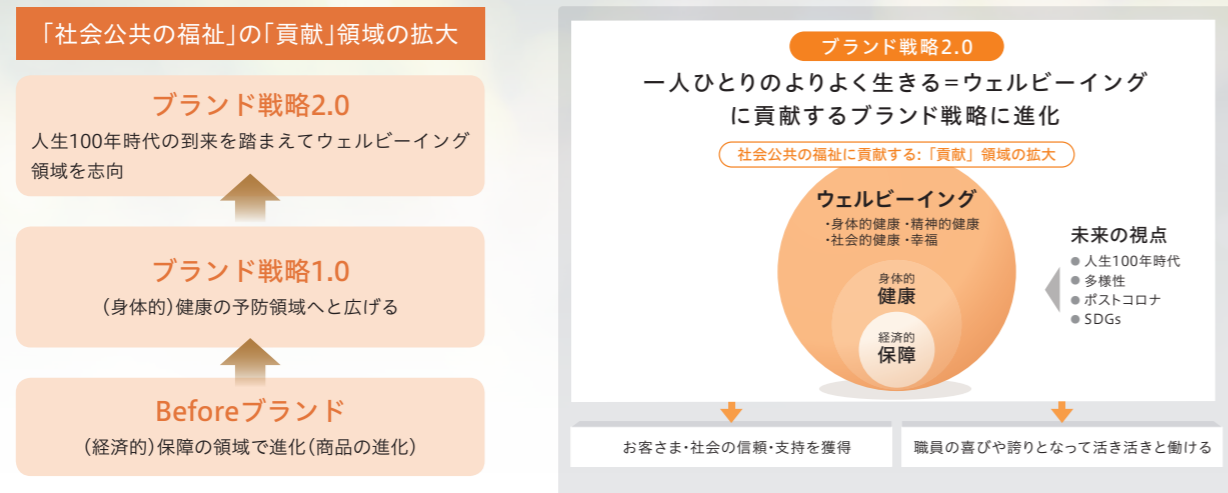 「社会公共の福祉」の「貢献」領域の拡大
ブランド戦略2.0
人生100年時代の到来を踏まえてウェルビーイング
領域を志向
ブランド戦略1.0
(身体的)健康の予防領域へと広げる
Beforeブランド
(経済的)保障の領域で進化(商品の進化)
ブランド戦略2.0
一人ひとりのよりよく生きる=ウェルビーイング
に貢献するブランド戦略に進化
社会公共の福祉に貢献する:「貢献」領域の拡大
ウェルビーイング
・身体的健康・精神的健康
・社会的健康・幸福
身体的
健康
経済的
保障
未来の視点
●人生100年時代
●多様性
●ポストコロナ
●SDGs
お客さま・社会の信頼・支持を獲得
職員の喜びや誇りとなって活き活きと働ける